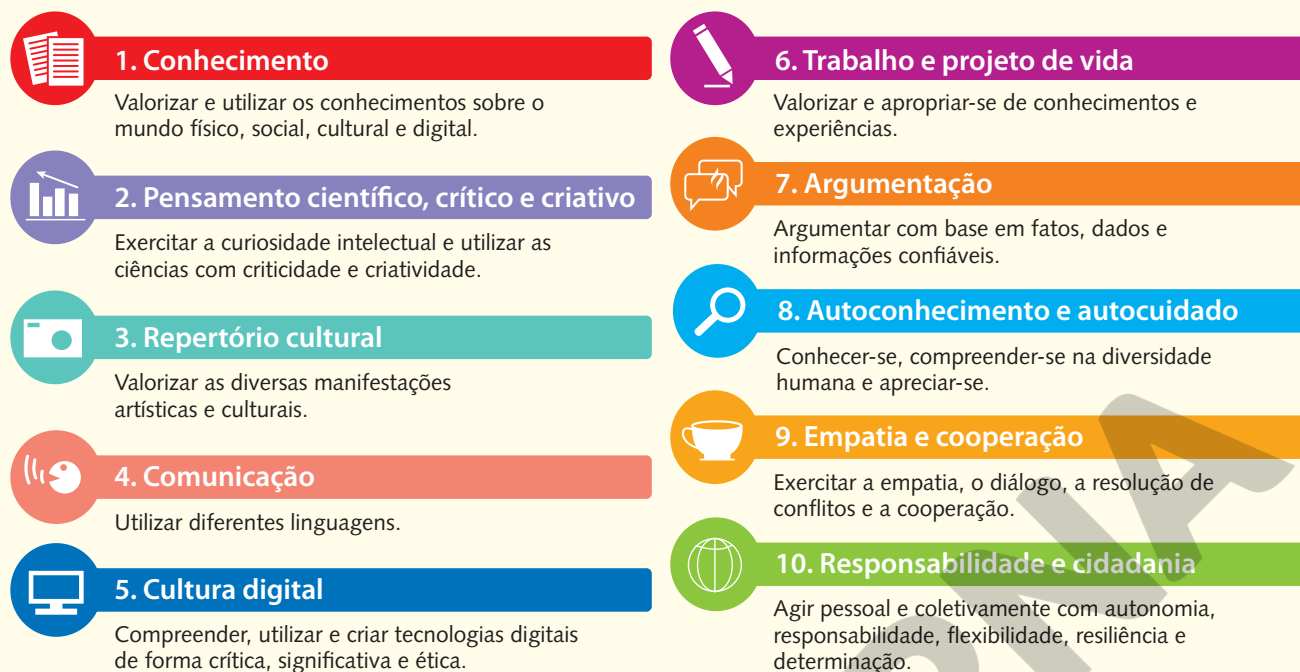 1. Conhecimento
Valorizar e utilizar os conhecimentos sobre o
mundo físico, social, cultural e digital.
2. Pensamento científico, crítico e criativo
Exercitar a curiosidade intelectual e utilizar as
ciências com criticidade e criatividade.
3. Repertório cultural
Valorizar as diversas manifestações
artísticas e culturais.
4. Comunicação
Utilizar diferentes linguagens.
5. Cultura digital
Compreender, utilizar e criar tecnologias digitais
de forma crítica, significativa e ética.
6. Trabalho e projeto de vida
Valorizar e apropriar-se de conhecimentos e
experiências.
7. Argumentação
Argumentar com base em fatos, dados e
informações confiáveis.
8. Autoconhecimento e autocuidado
Conhecer-se, compreender-se na diversidade
humana e apreciar-se.
9. Empatia e cooperação
Exercitar a empatia, o diálogo, a resolução de
conflitos e a cooperação.
10. Responsabilidade e cidadania
Agir pessoal e coletivamente com autonomia,
responsabilidade, flexibilidade, resiliência e
determinação.